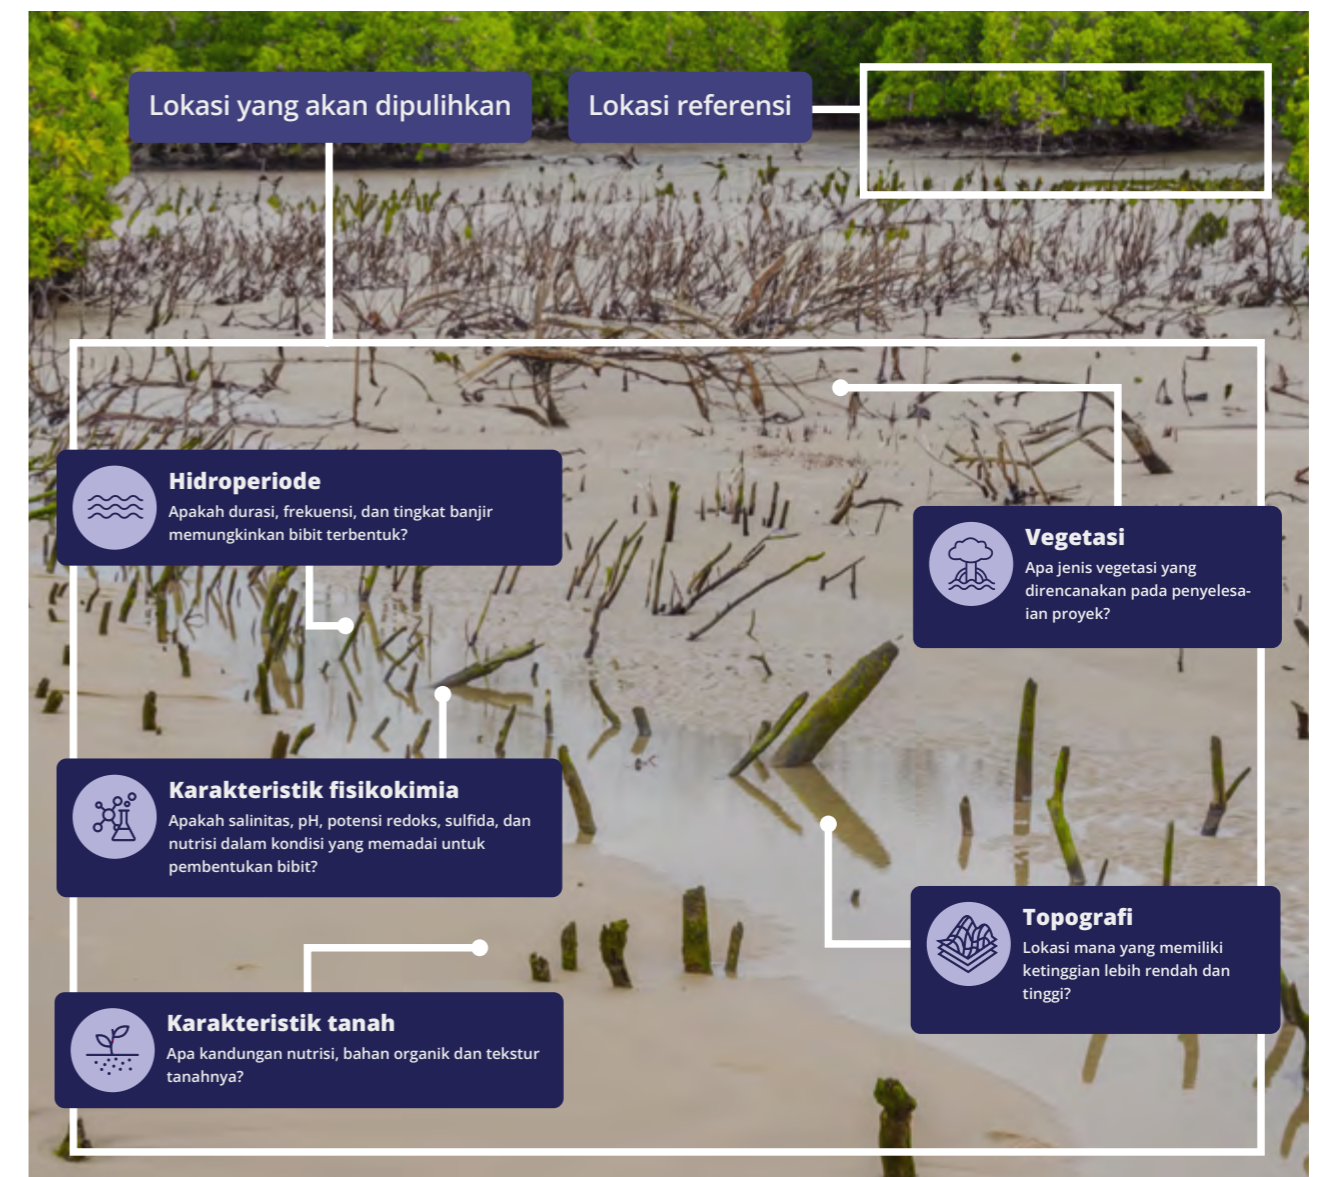 Lokasi yang akan dipulihkan
Lokasi referensi
Hidroperiode
Apakah durasi, frekuensi, dan tingkat banjir
memungkinkan bibit terbentuk?
Vegetasi
Apa jenis vegetasi yang
direncanakan pada penyelesa-
ian proyek?
Karakteristik fisikokimia
Apakah salinitas, pH, potensi redoks, sulfida, dan
nutrisi dalam kondisi yang memadai untuk
pembentukan bibit?
Topografi
Lokasi mana yang memiliki
ketinggian lebih rendah dan
tinggi?
Karakteristik tanah
Apa kandungan nutrisi, bahan organik dan tekstur
tanahnya?